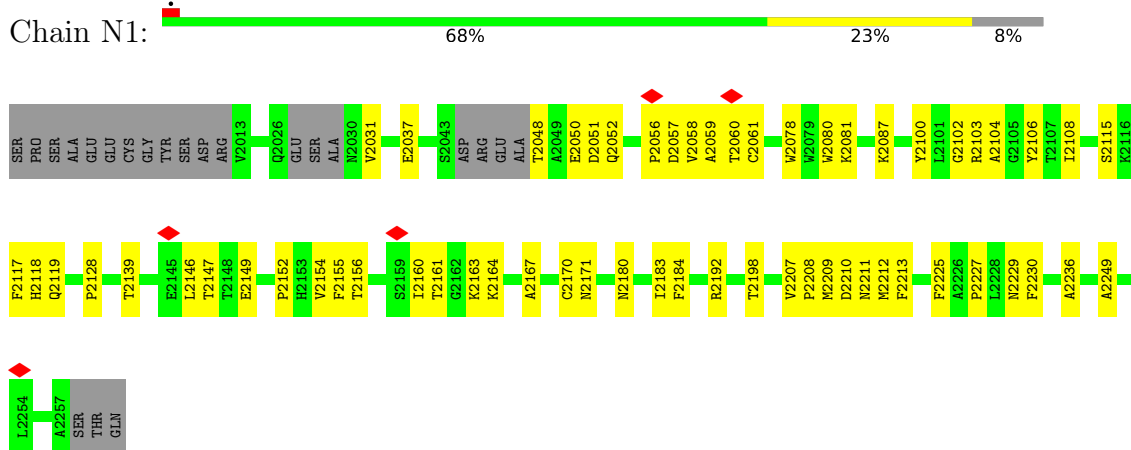 Chain N1:
68% 23% 8%
SER PRO SER ALA GLU GLU CYS GLY TYR SER ASP ARG V2013 Q2026 GLU SER ALA N2030 V2031 E2037 S2043 ASP ARG GLU ALA T2048 A2049 E2050 D2051 Q2052 P2056 D2057 V2058 A2059 T2060 C2061 W2078 W2079 W2080 K2081 K2087 Y2100 L2101 G2102 R2103 A2104 G2105 Y2106 T2107 I2108 S2115 K2116
F2117 H2118 Q2119 P2128 T2139 E2145 L2146 T2147 T2148 E2149 P2152 H2153 V2154 F2155 T2156 S2159 I2160 T2161 G2162 K2163 K2164 A2167 C2170 N2171 N2180 I2183 F2184 R2192 T2198 V2207 P2208 M2209 D2210 N2211 M2212 F2213 F2225 A2226 P2227 L2228 N2229 F2230 A2236 A2249
L2254 A2257 SER THR GLN